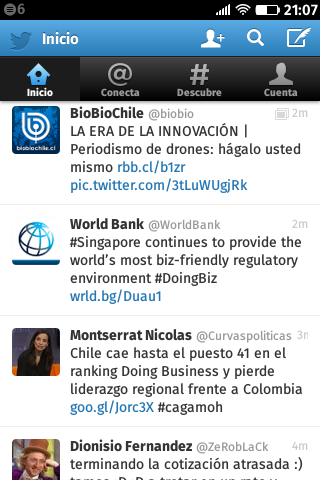 6 21:07
Inicio
Inicio Conecta Descubre Cuenta
BioBioChile @biobio 2m
LA ERA DE LA INNOVACIÓN |
Periodismo de drones: hágalo usted
mismo rbb.cl/b1zr
pic.twitter.com/3tLuWUgjRk
biobiochile.cl
World Bank @WorldBank 2m
#Singapore continues to provide the
world's most biz-friendly regulatory
environment #DoingBiz
wrld.bg/Duau1
Montserrat Nicolas @Curvaspoliticas 3m
Chile cae hasta el puesto 41 en el
ranking Doing Business y pierde
liderazgo regional frente a Colombia
goo.gl/Jorc3X #cagamoh
Dionisio Fernandez @ZeRobLaCk 4m
terminando la cotización atrasada :)